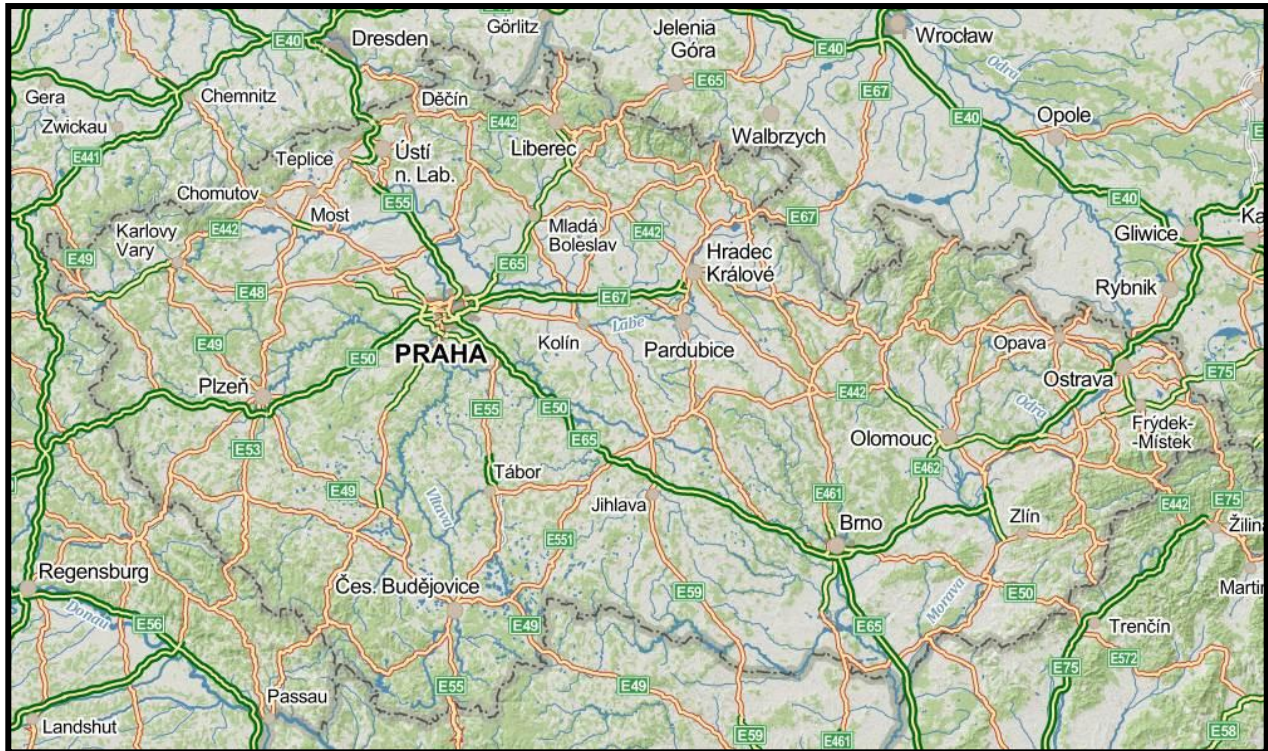 Görlitz
Jelenia
Góra
Wrocław
E40
Dresden
E40
Odra
E65
E67
Gera
Chemnitz
Děčín
E40
Opole
Zwickau
E442
Walbrzych
E441
Teplice
Ústí
n. Lab.
Liberec
Chomutov
E55
E40
Most
Mladá
Boleslav
E67
Karlovy
Vary
E442
E442
Gliwice
E49
E65
Hradec
Králové
E48
E67
Rybnik
Labe
Kolín
E49
PRAHA
Pardubice
Opava
E50
Plzeň
Ostrava
E75
E442
E55
E50
Odra
Frýdek-
-Místek
E65
Olomouc
E53
E462
Tábor
E49
Vltava
Jihlava
E461
E442
E75
Brno
Zlín
Žilina
E551
Regensburg
Čes. Budějovice
E59
Morava
E50
Martin
Donau
E56
E49
E65
Trenčín
E572
E75
E55
E49
Passau
Landshut
E59
E461
E58